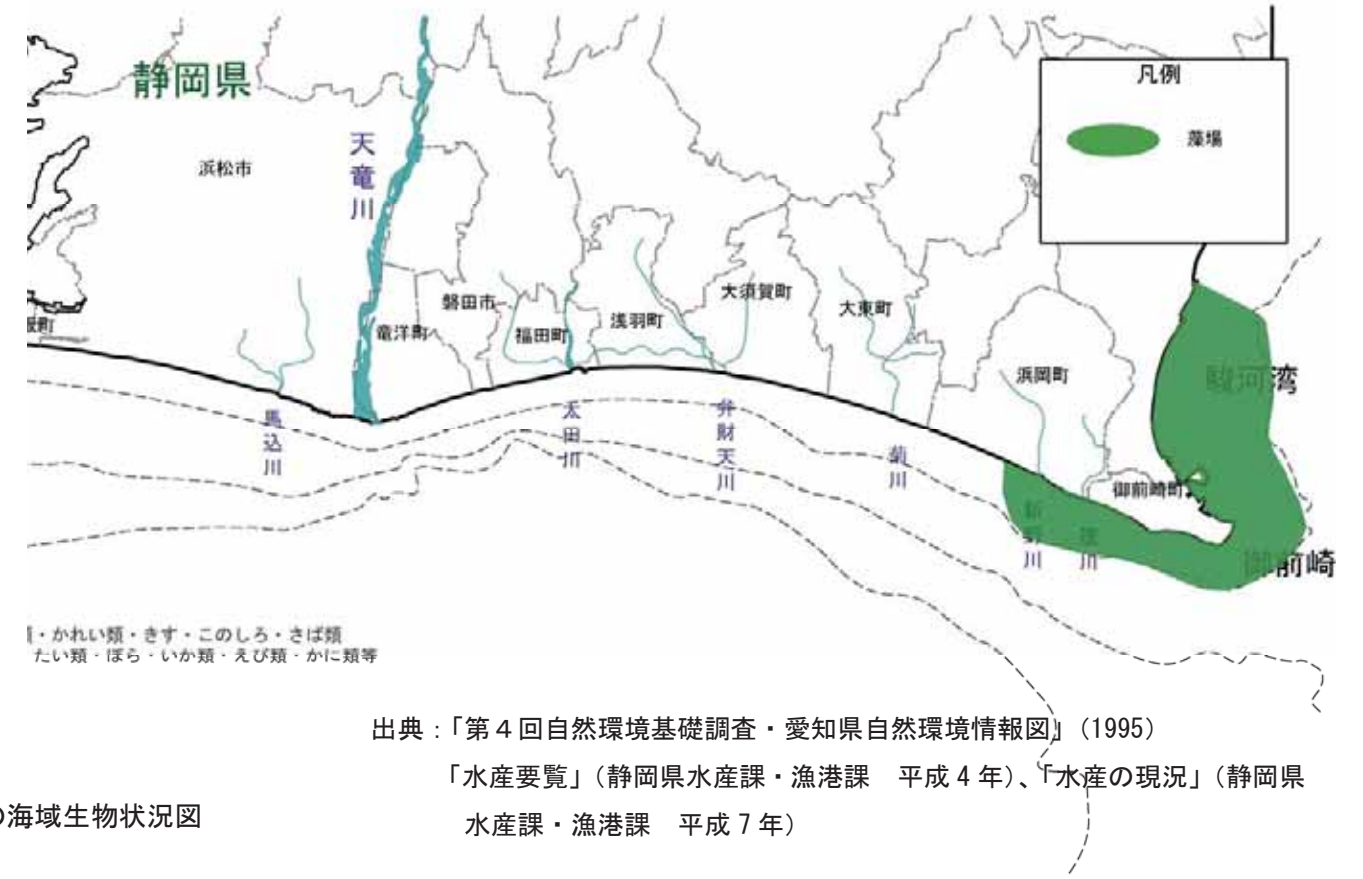 凡例
藻場
静岡県
天竜川
浜松市
磐田市
竜洋町
福田町
浅羽町
大須賀町
大東町
浜岡町
御前崎町
駿河湾
御前崎
馬込川
太田川
弁財天川
菊川
新野川
・かれい類・きす・このしろ・さば類
たい類・ぼら・いか類・えび類・かに類等
出典：「第４回自然環境基礎調査・愛知県自然環境情報図」（1995）
「水産要覧」（静岡県水産課・漁港課　平成４年）、「水産の現況」（静岡県
水産課・漁港課　平成７年）
の海域生物状況図